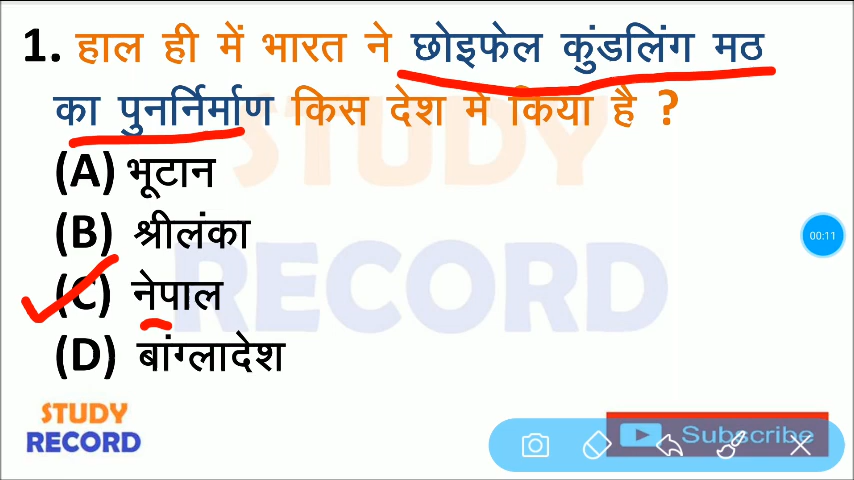 1. हाल ही में भारत ने छोइफेल कुंडलिंग मठ
का पुनर्निर्माण किस देश में किया है ?
(A) भूटान
(B) श्रीलंका
(C) नेपाल
(D) बांग्लादेश
STUDY
RECORD
00:11
STUDY
RECORD
Subscribe